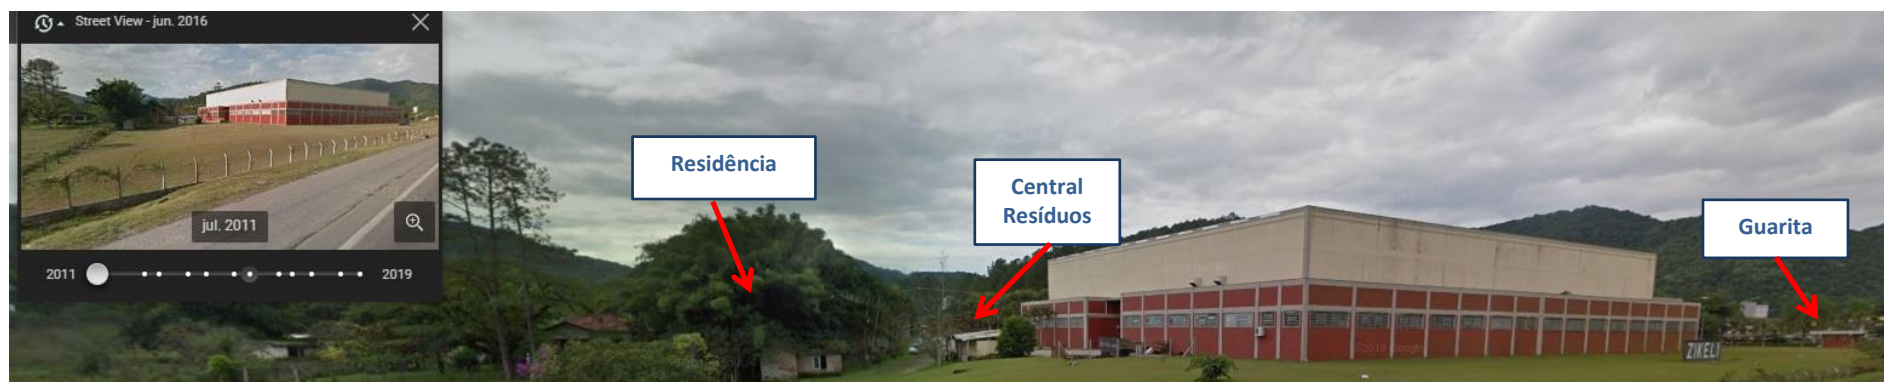 Street View - jun. 2016
jul. 2011
2011
2019
Residência
Central
Resíduos
Guarita
ZIKELI